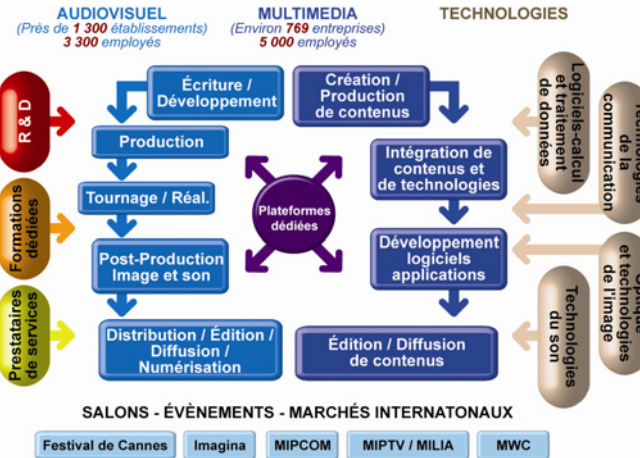 AUDIOVISUEL
(Près de 1 300 établissements)
3 300 employés
MULTIMEDIA
(Environ 769 entreprises)
5 000 employés
TECHNOLOGIES
R & D
Formations
dédiées
Prestataires
de services
Écriture /
Développement
Production
Tournage / Réal.
Post-Production
Image et son
Distribution / Édition /
Diffusion /
Numérisation
Plateformes
dédiées
Création /
Production
de contenus
Intégration de
contenus et
de technologies
Développement
logiciels
applications
Édition / Diffusion
de contenus
Logiciels-calcul
et traitement
de données
de la
communication
et technologies
de l'image
Technologies
du son
SALONS - ÉVÈNEMENTS - MARCHÉS INTERNATONAUX
Festival de Cannes
Imagina
MIPCOM
MIPTV / MILIA
MWC